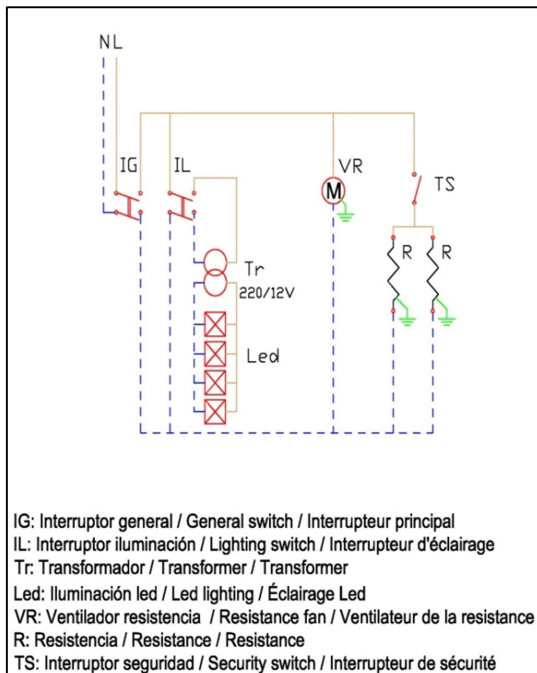 NL
IG
IL
VR
M
TS
R
R
Tr
220/12V
Led
IG: Interruptor general / General switch / Interrupteur principal
IL: Interruptor iluminación / Lighting switch / Interrupteur d'éclairage
Tr: Transformador / Transformer / Transformer
Led: Iluminación led / Led lighting / Éclairage Led
VR: Ventilador resistencia / Resistance fan / Ventilateur de la resistance
R: Resistencia / Resistance / Resistance
TS: Interruptor seguridad / Security switch / Interrupteur de sécurité